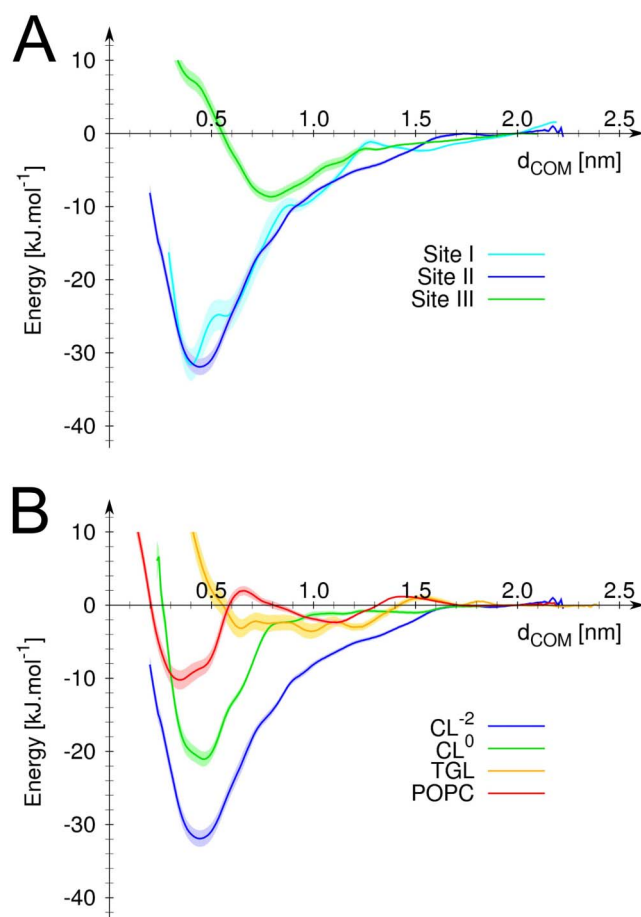 A
10
0.5 1.0 1.5 2.0 2.5
0
d_COM [nm]
-10
-20
-30
-40
Energy [kJ.mol⁻¹]
Site I
Site II
Site III
B
10
0.5 1.0 1.5 2.0 2.5
0
d_COM [nm]
-10
-20
-30
-40
Energy [kJ.mol⁻¹]
CL⁻²
CL⁰
TGL
POPC